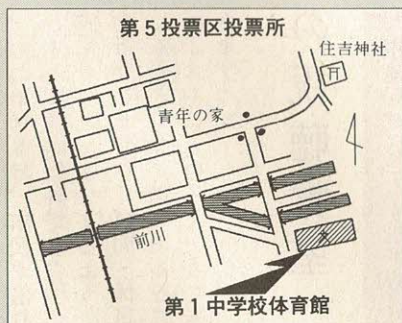 第5投票区投票所
住吉神社
青年の家
前川
文
第1中学校体育館